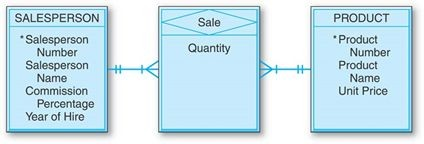 SALESPERSON
*Salesperson
Number
Salesperson
Name
Commission
Percentage
Year of Hire
Sale
Quantity
PRODUCT
*Product
Number
Product
Name
Unit Price